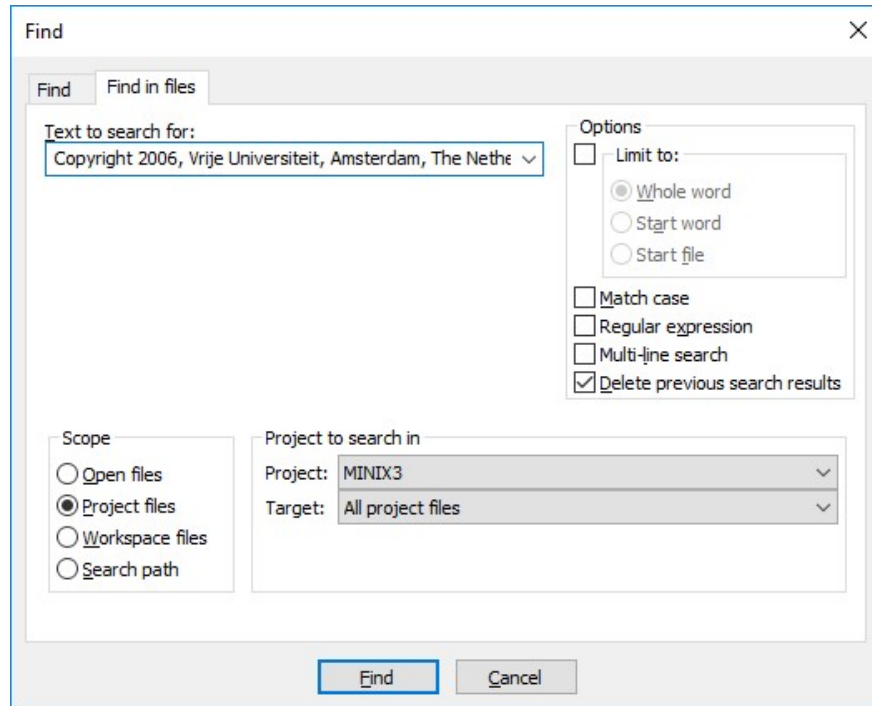 Find
Find Find in files
Text to search for:
Copyright 2006, Vrije Universiteit, Amsterdam, The Nethe
Options
Limit to:
Whole word
Start word
Start file
Match case
Regular expression
Multi-line search
Delete previous search results
Scope
Open files
Project files
Workspace files
Search path
Project to search in
Project: MINIX3
Target: All project files
Find Cancel